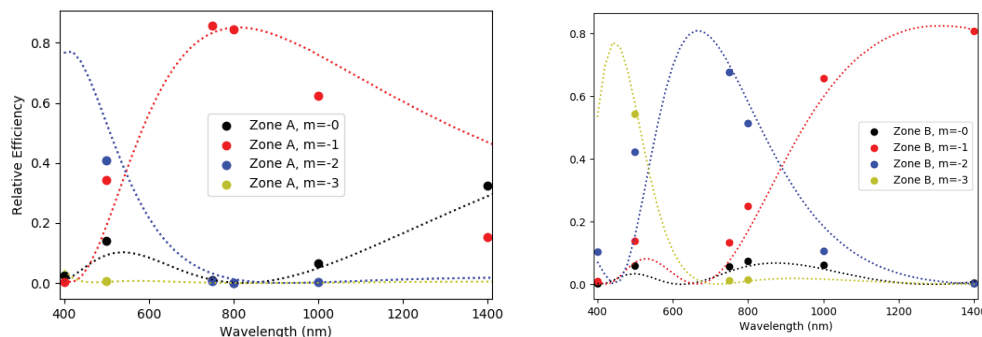 0.8
0.6
0.4
0.2
0.0
Relative Efficiency
Zone A, m=-0
Zone A, m=-1
Zone A, m=-2
Zone A, m=-3
400 600 800 1000 1200 1400
Wavelength (nm)
0.8
0.6
0.4
0.2
0.0
Zone B, m=-0
Zone B, m=-1
Zone B, m=-2
Zone B, m=-3
400 600 800 1000 1200 1400
Wavelength (nm)